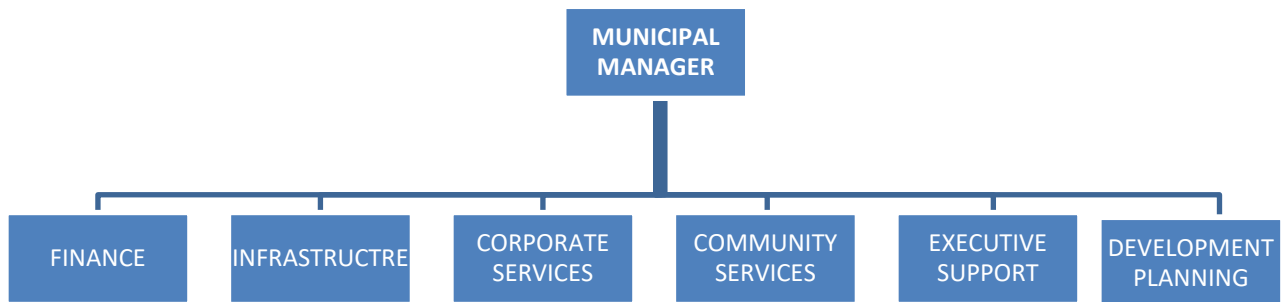 MUNICIPAL
MANAGER
FINANCE
INFRASTRUCTRE
CORPORATE
SERVICES
COMMUNITY
SERVICES
EXECUTIVE
SUPPORT
DEVELOPMENT
PLANNING